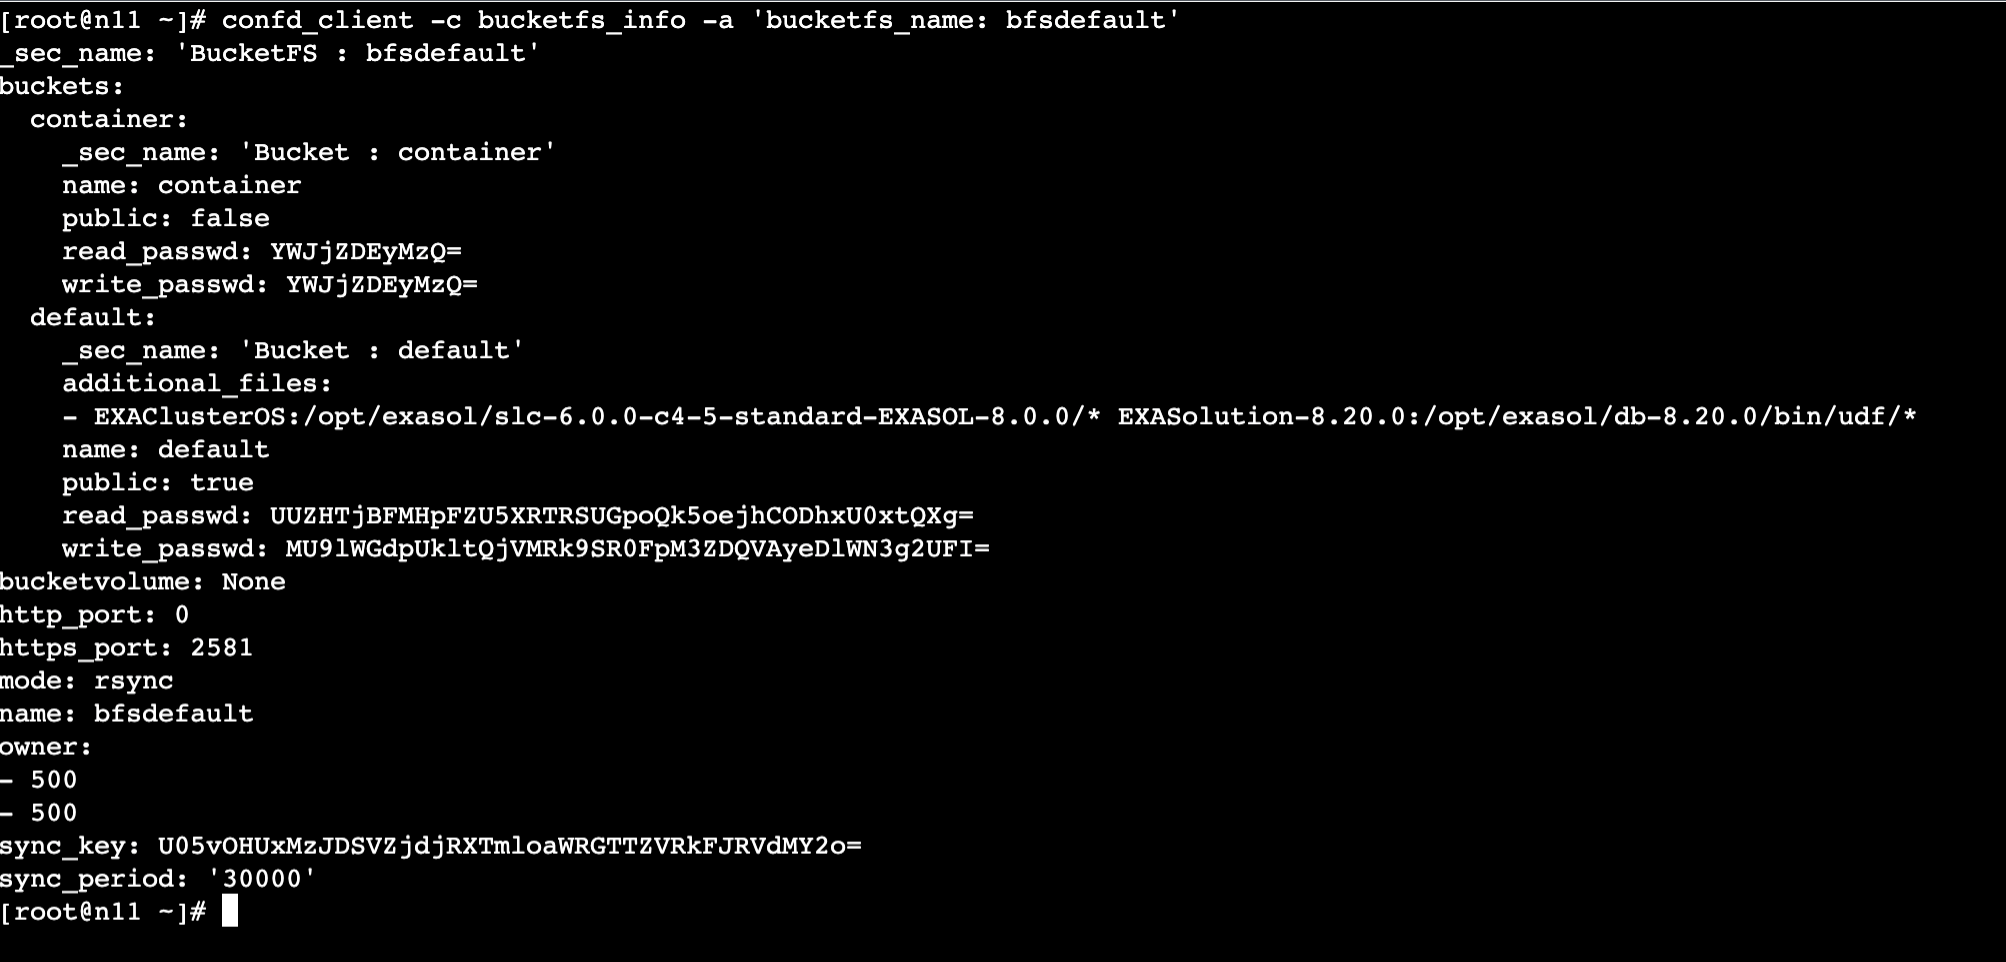 [root@n11 ~]# confd_client -c bucketfs_info -a 'bucketfs_name: bfsdefault'
_sec_name: 'BucketFS : bfsdefault'
buckets:
  container:
    _sec_name: 'Bucket : container'
    name: container
    public: false
    read_passwd: YWJjZDEyMzQ=
    write_passwd: YWJjZDEyMzQ=
  default:
    _sec_name: 'Bucket : default'
    additional_files:
    - EXAClusterOS:/opt/exasol/slc-6.0.0-c4-5-standard-EXASOL-8.0.0/* EXASolution-8.20.0:/opt/exasol/db-8.20.0/bin/udf/*
    name: default
    public: true
    read_passwd: UUZHTjBFMHpFZU5XRTRSUGpoQk5oejhCODhxU0xtQXg=
    write_passwd: MU9lWGdpUkltQjVMRk9SR0FpM3ZDQVAyeDlWN3g2UFI=
bucketvolume: None
http_port: 0
https_port: 2581
mode: rsync
name: bfsdefault
owner:
- 500
- 500
sync_key: U05vOHUxMzJDSVZjdjRXTmloaWRGTTZVRkFJRVdMY2o=
sync_period: '30000'
[root@n11 ~]#